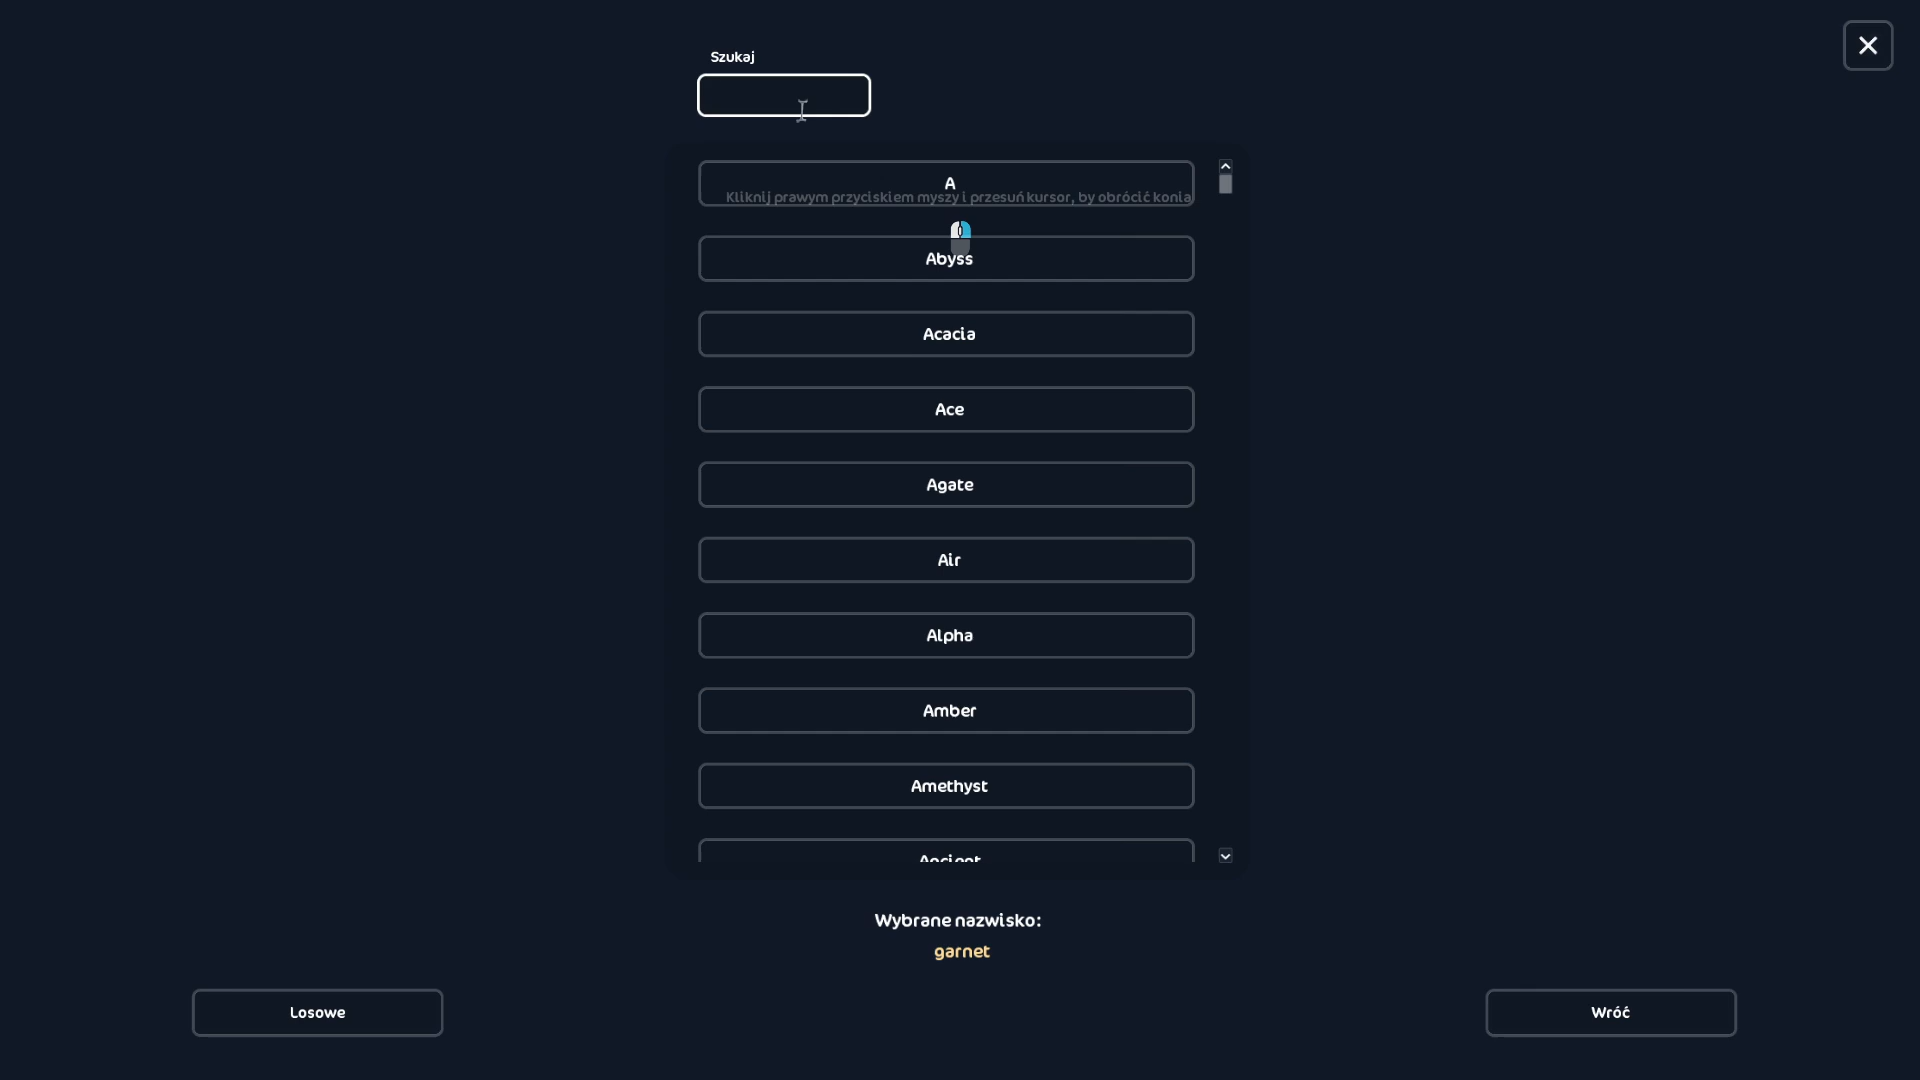 Szukaj
A
Kliknij prawym przyciskiem myszy i przesuń kursor, by obrócić konia
Abyss
Acacia
Ace
Agate
Air
Alpha
Amber
Amethyst
Ancient
Wybrane nazwisko:
garnet
Losowe
Wróć